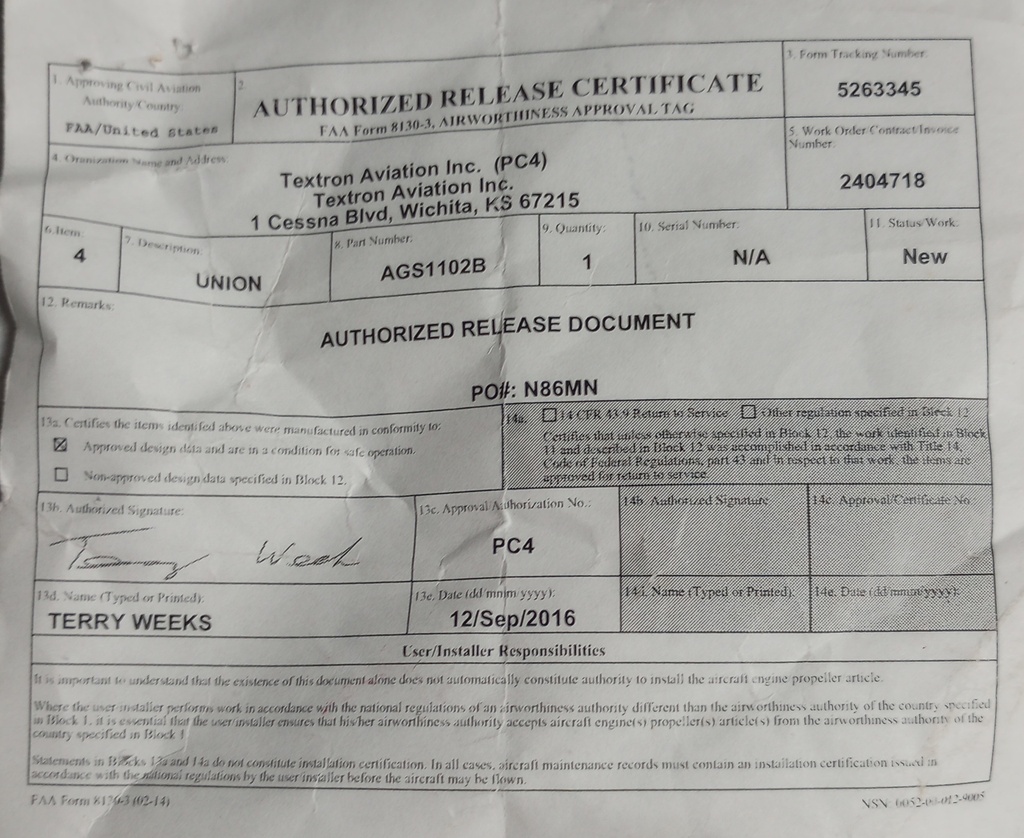 1. Approving Civil Aviation
Authority/Country
FAA/United States
2.
AUTHORIZED RELEASE CERTIFICATE
FAA Form 8130-3, AIRWORTHINESS APPROVAL TAG
3. Form Tracking Number:
5263345
4. Oranization Name and Address:
Textron Aviation Inc. (PC4)
Textron Aviation Inc.
1 Cessna Blvd, Wichita, KS 67215
5. Work Order/Contract/Invoice
Number:
2404718
6.Item:
4
7. Description:
UNION
8. Part Number:
AGS1102B
9. Quantity:
1
10. Serial Number:
N/A
11. Status/Work:
New
12. Remarks:
AUTHORIZED RELEASE DOCUMENT
PO#: N86MN
13a. Certifies the items identifed above were manufactured in conformity to:
Approved design data and are in a condition for safe operation.
Non-approved design data specified in Block 12.
14a. 14 CFR 43.9 Return to Service Other regulation specified in Block 12
Certifies that unless otherwise specified in Block 12, the work identified in Block
11 and described in Block 12 was accomplished in accordance with Title 14,
Code of Federal Regulations, part 43 and in respect to that work, the items are
approved for return to service.
13b. Authorized Signature:
13c. Approval/Authorization No.:
PC4
14b. Authorized Signature
14c. Approval/Certificate No.
13d. Name (Typed or Printed):
TERRY WEEKS
13e. Date (dd/mmm/yyyy):
12/Sep/2016
14d. Name (Typed or Printed):
14e. Date (dd/mmm/yyyy):
User/Installer Responsibilities
It is important to understand that the existence of this document alone does not automatically constitute authority to install the aircraft engine propeller article.
Where the user installer performs work in accordance with the national regulations of an airworthiness authority different than the airworthiness authority of the country specified
in Block 1, it is essential that the user/installer ensures that his/her airworthiness authority accepts aircraft engine(s) propeller(s) article(s) from the airworthiness authority of the
country specified in Block 1
Statements in Blocks 13a and 14a do not constitute installation certification. In all cases, aircraft maintenance records must contain an installation certification issued in
accordance with the national regulations by the user installer before the aircraft may be flown.
FAA Form 8130-3 (02-14)
NSN: 0052-00-012-9005